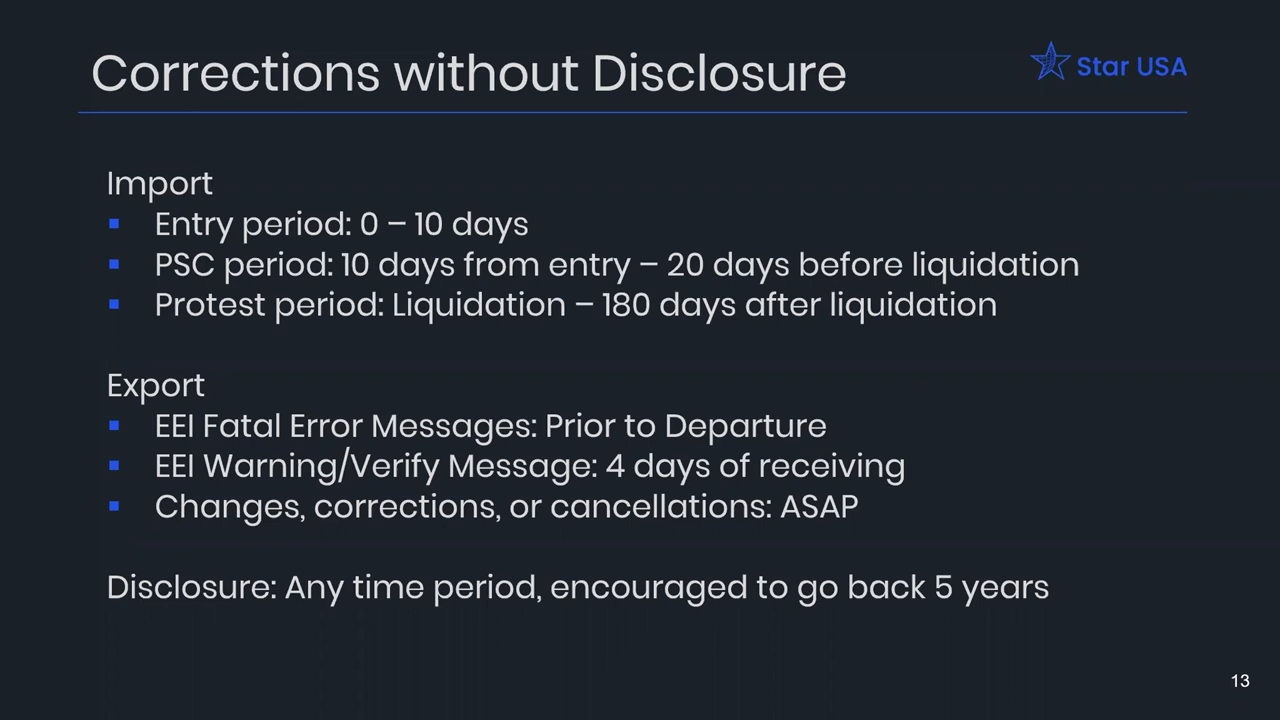 Corrections without Disclosure
Star USA
Import
▪ Entry period: 0 – 10 days
▪ PSC period: 10 days from entry – 20 days before liquidation
▪ Protest period: Liquidation – 180 days after liquidation
Export
▪ EEI Fatal Error Messages: Prior to Departure
▪ EEI Warning/Verify Message: 4 days of receiving
▪ Changes, corrections, or cancellations: ASAP
Disclosure: Any time period, encouraged to go back 5 years
13